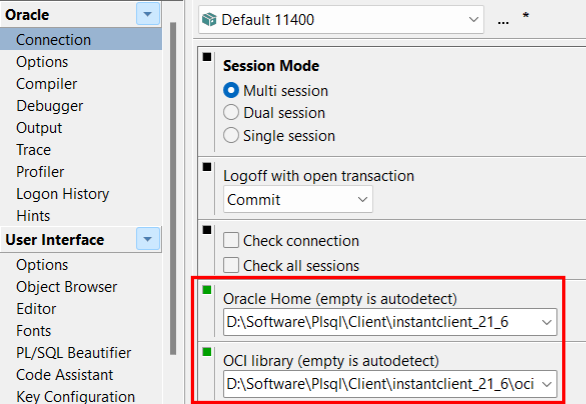 Oracle
Connection
Options
Compiler
Debugger
Output
Trace
Profiler
Logon History
Hints
User Interface
Options
Object Browser
Editor
Fonts
PL/SQL Beautifier
Code Assistant
Key Configuration
Default 11400
... *
Session Mode
Multi session
Dual session
Single session
Logoff with open transaction
Commit
Check connection
Check all sessions
Oracle Home (empty is autodetect)
D:\Software\Plsql\Client\instantclient_21_6
OCI library (empty is autodetect)
D:\Software\Plsql\Client\instantclient_21_6\oci